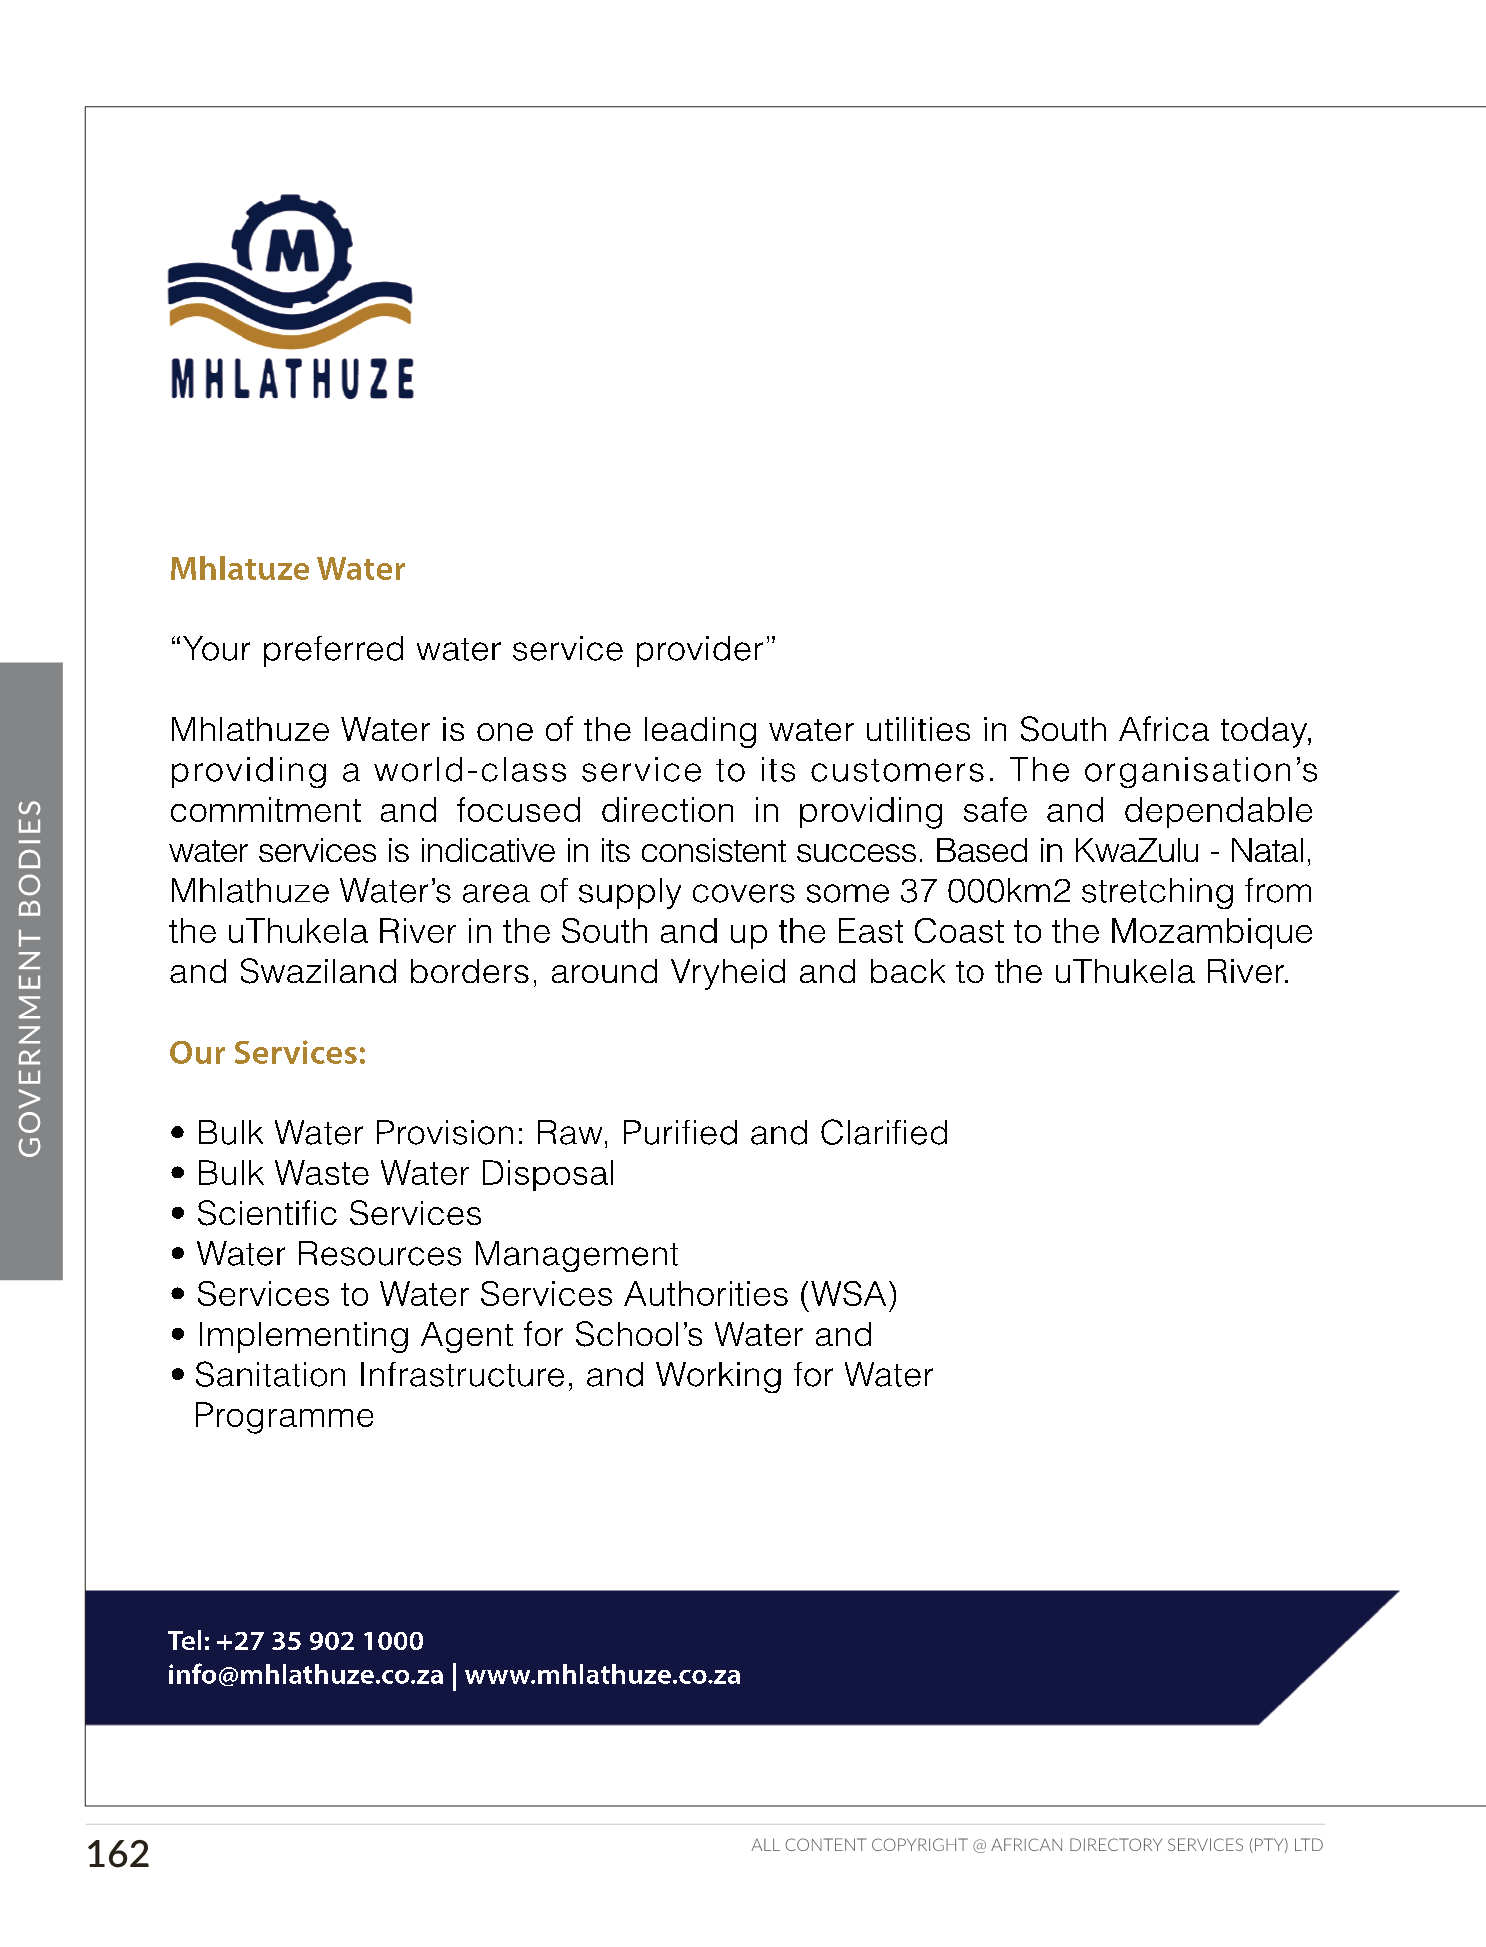 M
MHLATHUZE
Mhlatuze Water
“Your preferred water service provider”
Mhlathuze Water is one of the leading water utilities in South Africa today,
providing a world-class service to its customers. The organisation’s
commitment and focused direction in providing safe and dependable
water services is indicative in its consistent success. Based in KwaZulu - Natal,
Mhlathuze Water’s area of supply covers some 37 000km2 stretching from
the uThukela River in the South and up the East Coast to the Mozambique
and Swaziland borders, around Vryheid and back to the uThukela River.
Our Services:
• Bulk Water Provision: Raw, Purified and Clarified
• Bulk Waste Water Disposal
• Scientific Services
• Water Resources Management
• Services to Water Services Authorities (WSA)
• Implementing Agent for School’s Water and
• Sanitation Infrastructure, and Working for Water
Programme
Tel: +27 35 902 1000
info@mhlathuze.co.za | www.mhlathuze.co.za
GOVERNMENT BODIES
162
ALL CONTENT COPYRIGHT @ AFRICAN DIRECTORY SERVICES (PTY) LTD